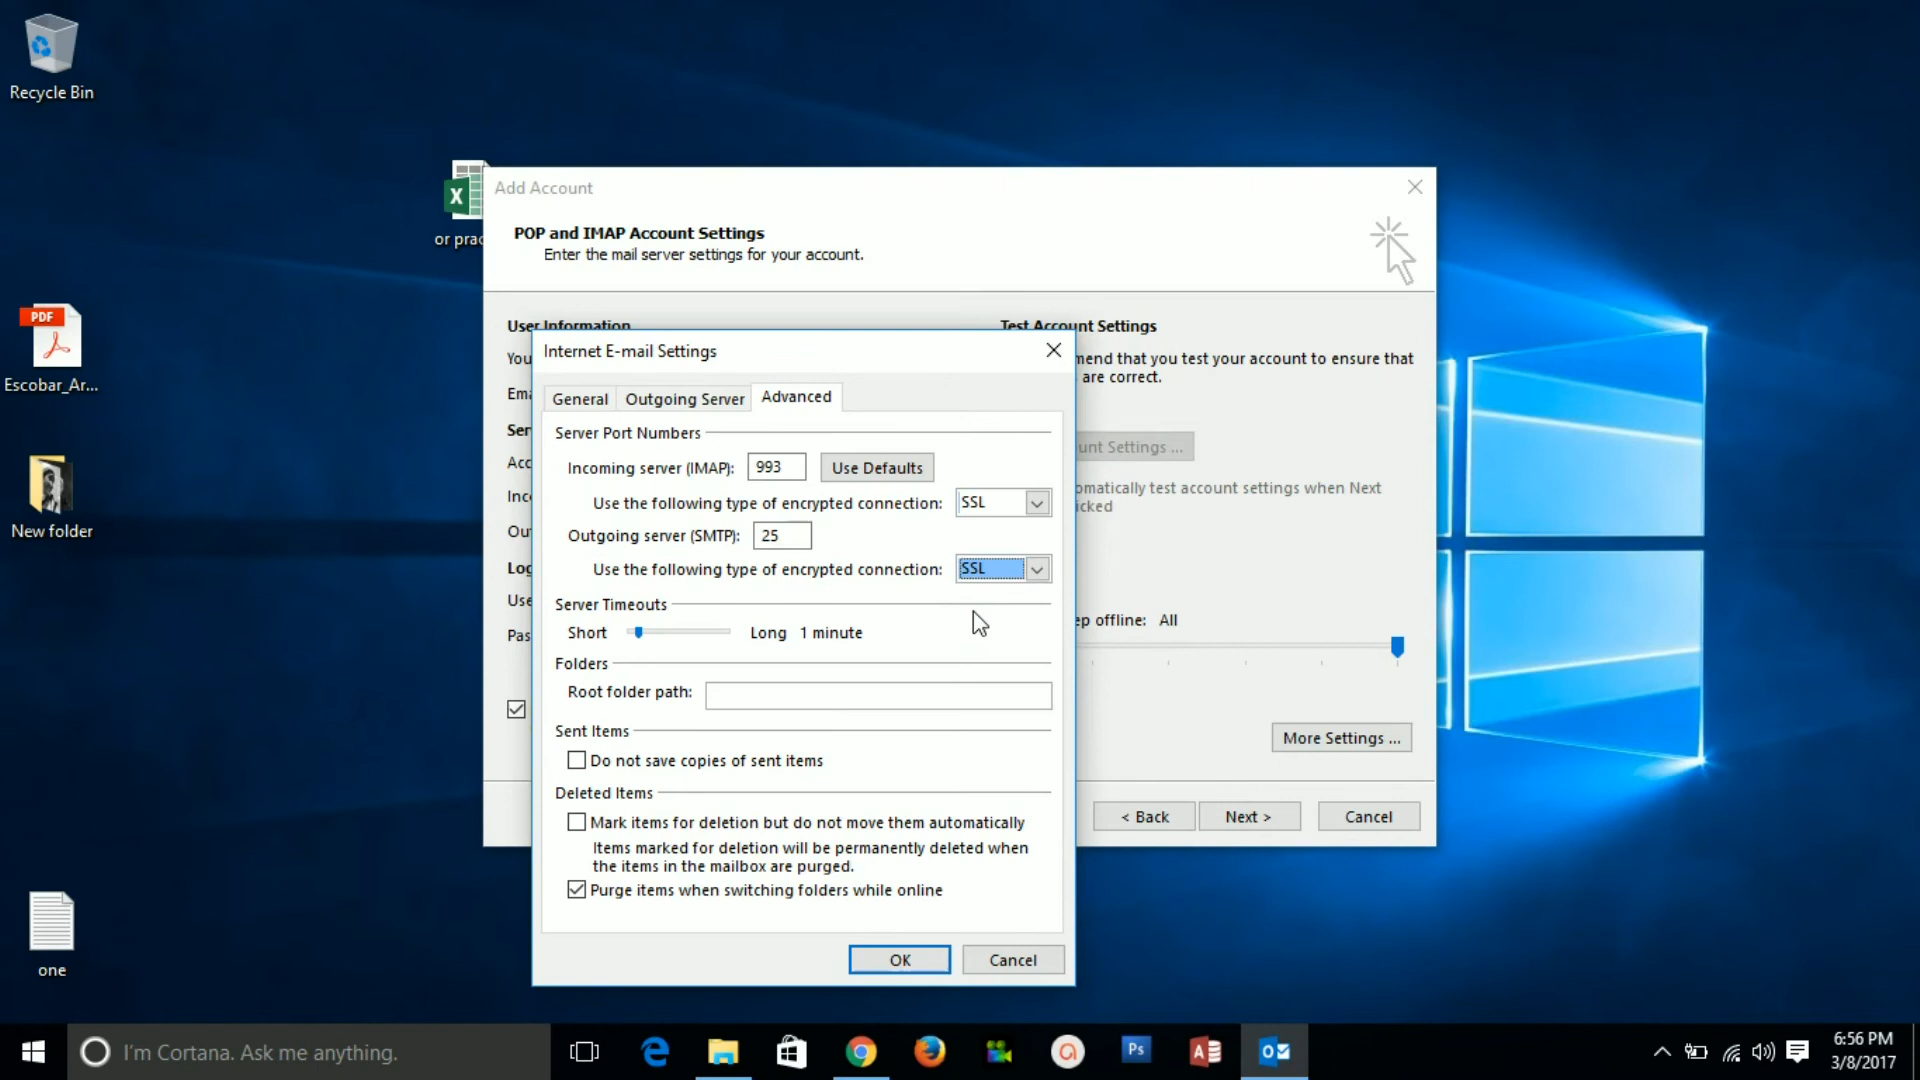 Recycle Bin
or prac
PDF
Escobar_Ar...
New folder
one
Add Account
POP and IMAP Account Settings
Enter the mail server settings for your account.
User Information
Test Account Settings
You
mend that you test your account to ensure that
are correct.
Ema
Ser
unt Settings ...
Acc
omatically test account settings when Next
icked
Inc
Out
Log
Use
ep offline: All
Pas
More Settings ...
< Back
Next >
Cancel
Internet E-mail Settings
General
Outgoing Server
Advanced
Server Port Numbers
Incoming server (IMAP): 993 Use Defaults
Use the following type of encrypted connection: SSL
Outgoing server (SMTP): 25
Use the following type of encrypted connection: SSL
Server Timeouts
Short Long 1 minute
Folders
Root folder path:
Sent Items
Do not save copies of sent items
Deleted Items
Mark items for deletion but do not move them automatically
Items marked for deletion will be permanently deleted when
the items in the mailbox are purged.
Purge items when switching folders while online
OK
Cancel
I'm Cortana. Ask me anything.
Ps
6:56 PM
3/8/2017